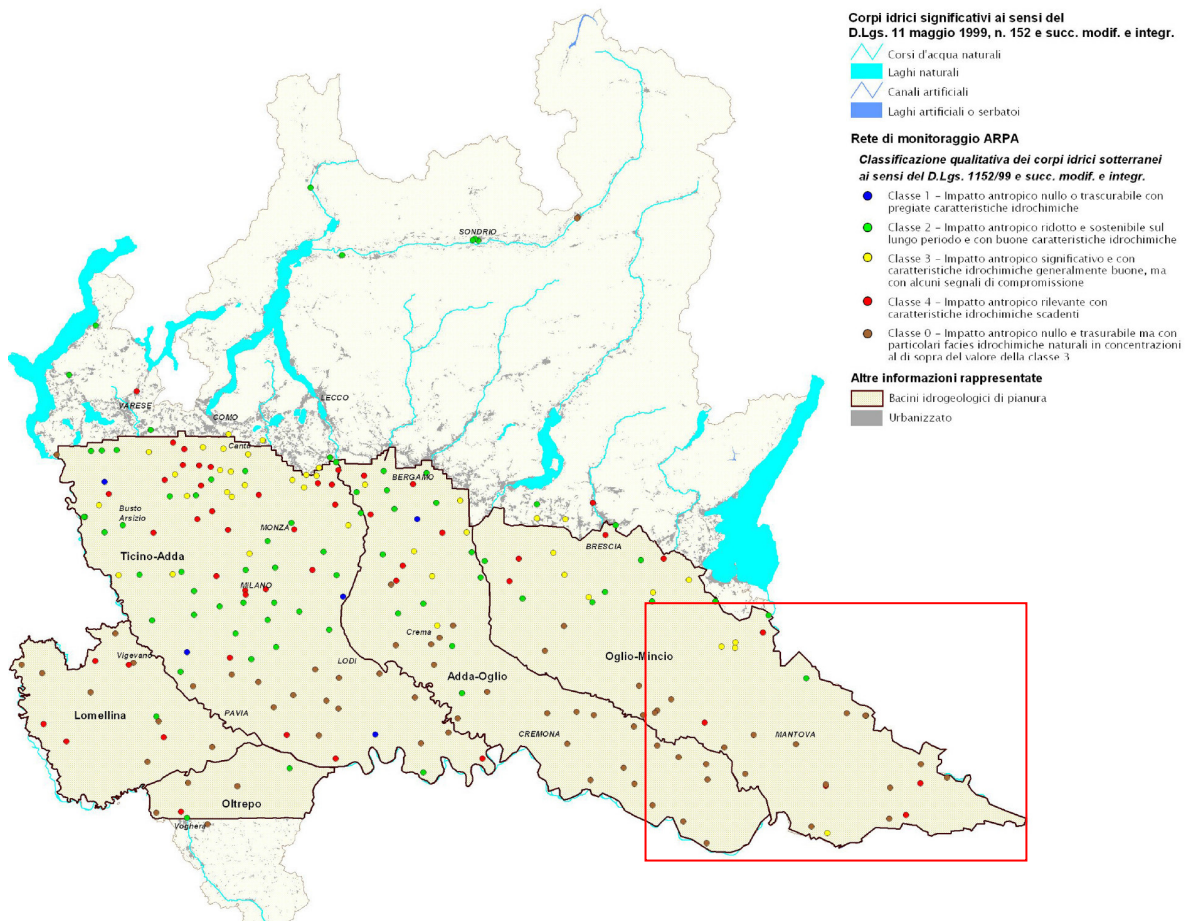 Corpi idrici significativi ai sensi del
D.Lgs. 11 maggio 1999, n. 152 e succ. modif. e integr.
Corsi d'acqua naturali
Laghi naturali
Canali artificiali
Laghi artificiali o serbatoi
Rete di monitoraggio ARPA
Classificazione qualitativa dei corpi idrici sotterranei
ai sensi del D.Lgs. 1152/99 e succ. modif. e integr.
Classe 1 – Impatto antropico nullo o trascurabile con
pregiate caratteristiche idrochimiche
Classe 2 – Impatto antropico ridotto e sostenibile sul
lungo periodo e con buone caratteristiche idrochimiche
Classe 3 – Impatto antropico significativo e con
caratteristiche idrochimiche generalmente buone, ma
con alcuni segnali di compromissione
Classe 4 – Impatto antropico rilevante con
caratteristiche idrochimiche scadenti
Classe 0 – Impatto antropico nullo e trasurabile ma con
particolari facies idrochimiche naturali in concentrazioni
al di sopra del valore della classe 3
Altre informazioni rappresentate
Bacini idrogeologici di pianura
Urbanizzato
SONDRIO
LECCO
VARESE
COMO
Cantù
BERGAMO
Busto
Arsizio
MONZA
BRESCIA
Ticino-Adda
MILANO
Crema
Vigevano
LODI
Oglio-Mincio
Adda-Oglio
Lomellina
PAVIA
CREMONA
MANTOVA
Oltrepo
Voghera